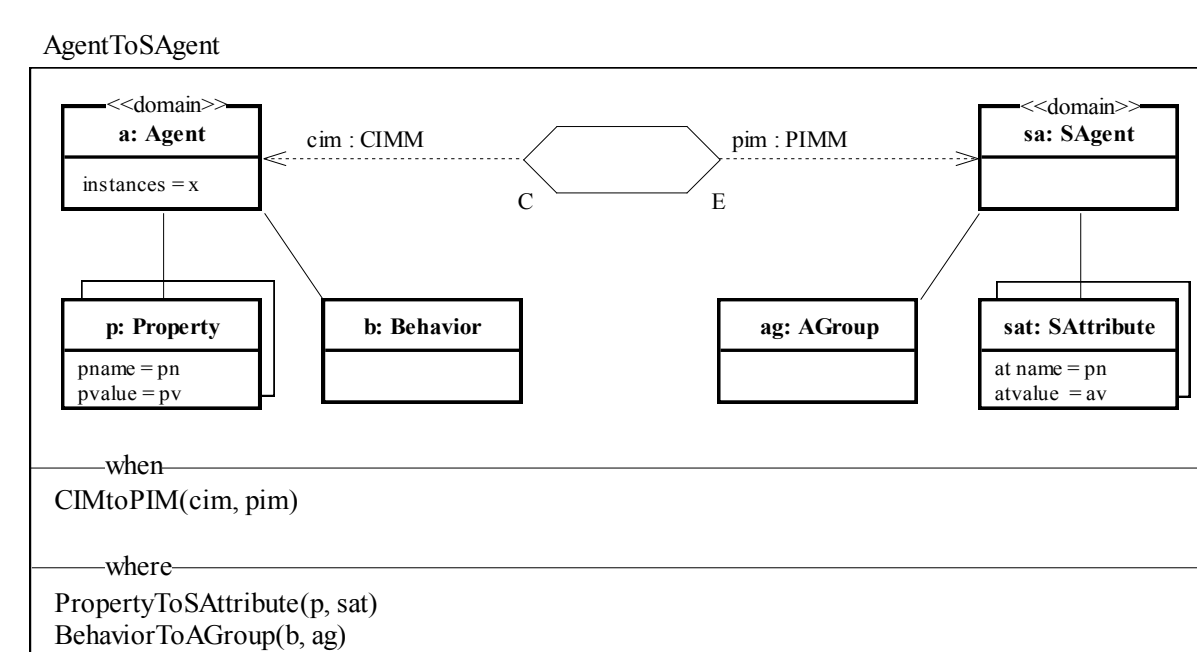 AgentToSAgent
<<domain>>
a: Agent
instances = x
cim : CIMM
C
pim : PIMM
E
<<domain>>
sa: SAgent
p: Property
pname = pn
pvalue = pv
b: Behavior
ag: AGroup
sat: SAttribute
at name = pn
atvalue = av
when
CIMtoPIM(cim, pim)
where
PropertyToSAttribute(p, sat)
BehaviorToAGroup(b, ag)